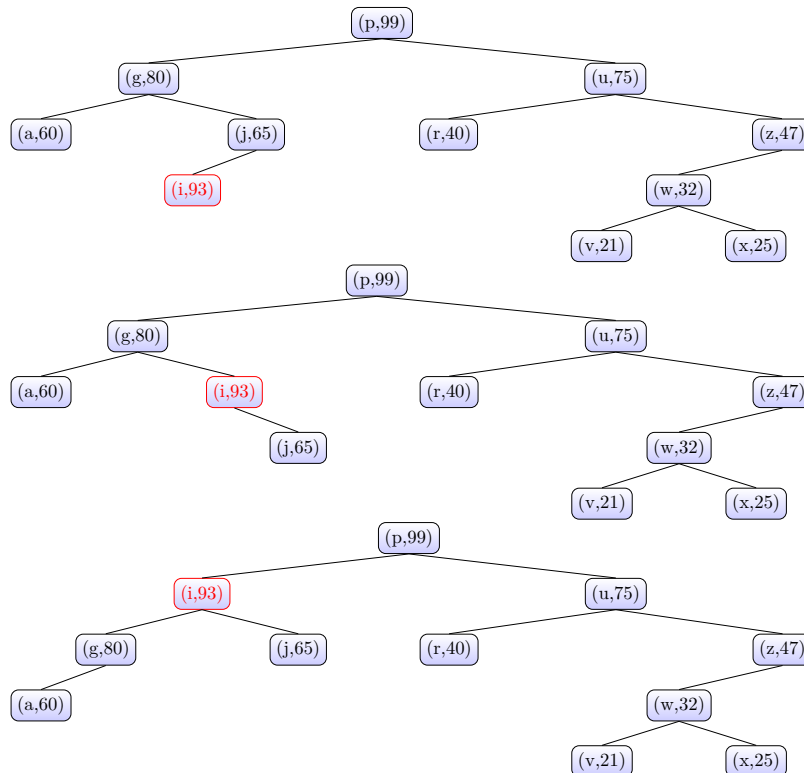 (p,99)
(g,80) (u,75)
(a,60) (j,65) (r,40) (z,47)
(i,93) (w,32)
(v,21) (x,25)
(p,99)
(g,80) (u,75)
(a,60) (i,93) (r,40) (z,47)
(j,65) (w,32)
(v,21) (x,25)
(p,99)
(i,93) (u,75)
(g,80) (j,65) (r,40) (z,47)
(a,60) (w,32)
(v,21) (x,25)